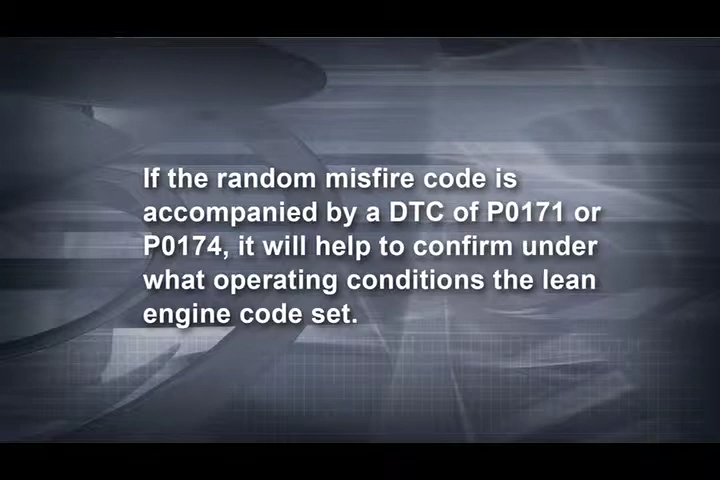 If the random misfire code is
accompanied by a DTC of P0171 or
P0174, it will help to confirm under
what operating conditions the lean
engine code set.